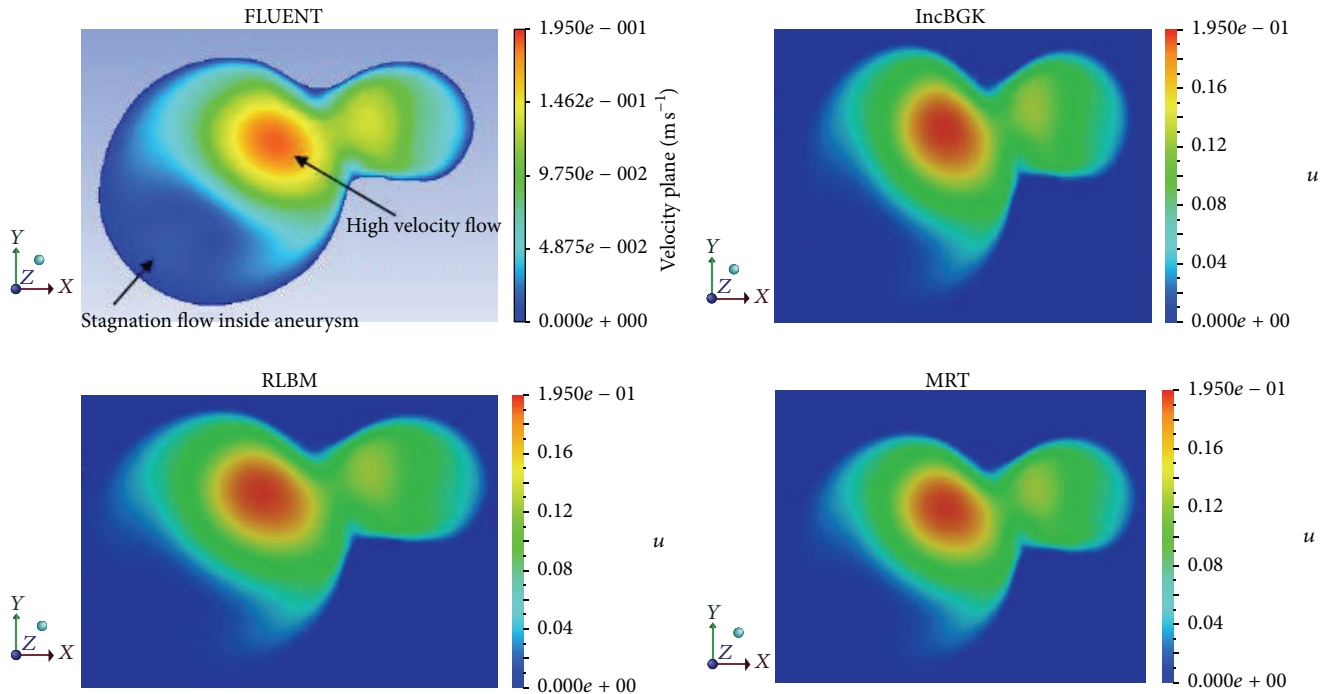 FLUENT
1.950e − 001
1.462e − 001
9.750e − 002
4.875e − 002
0.000e + 000
Velocity plane (m s⁻¹)
High velocity flow
Stagnation flow inside aneurysm
Y
Z
X
IncBGK
1.950e − 01
0.16
0.12
0.08
0.04
0.000e + 00
u
Y
Z
X
RLBM
1.950e − 01
0.16
0.12
0.08
0.04
0.000e + 00
u
Y
Z
X
MRT
1.950e − 01
0.16
0.12
0.08
0.04
0.000e + 00
u
Y
Z
X